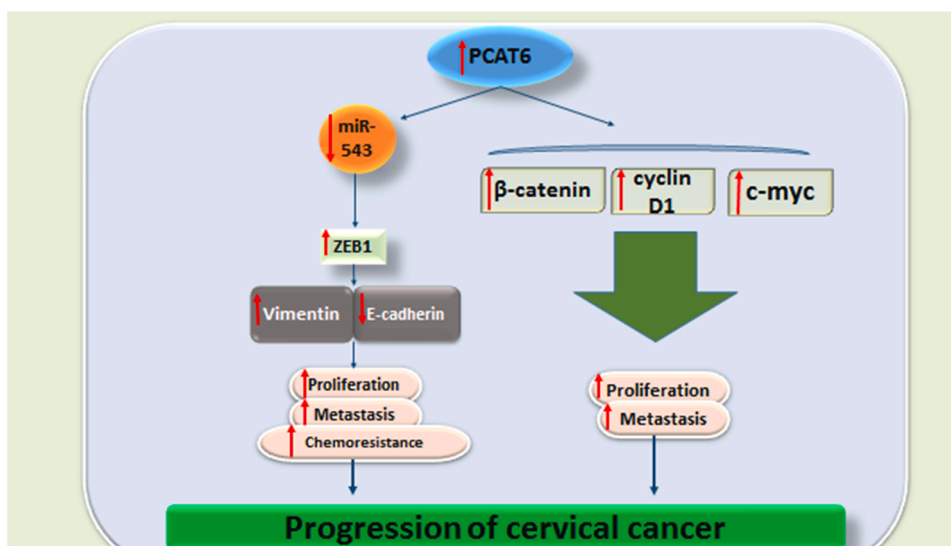 PCAT6
miR-
543
β-catenin
cyclin
D1
c-myc
ZEB1
Vimentin
E-cadherin
Proliferation
Metastasis
Chemoresistance
Proliferation
Metastasis
Progression of cervical cancer